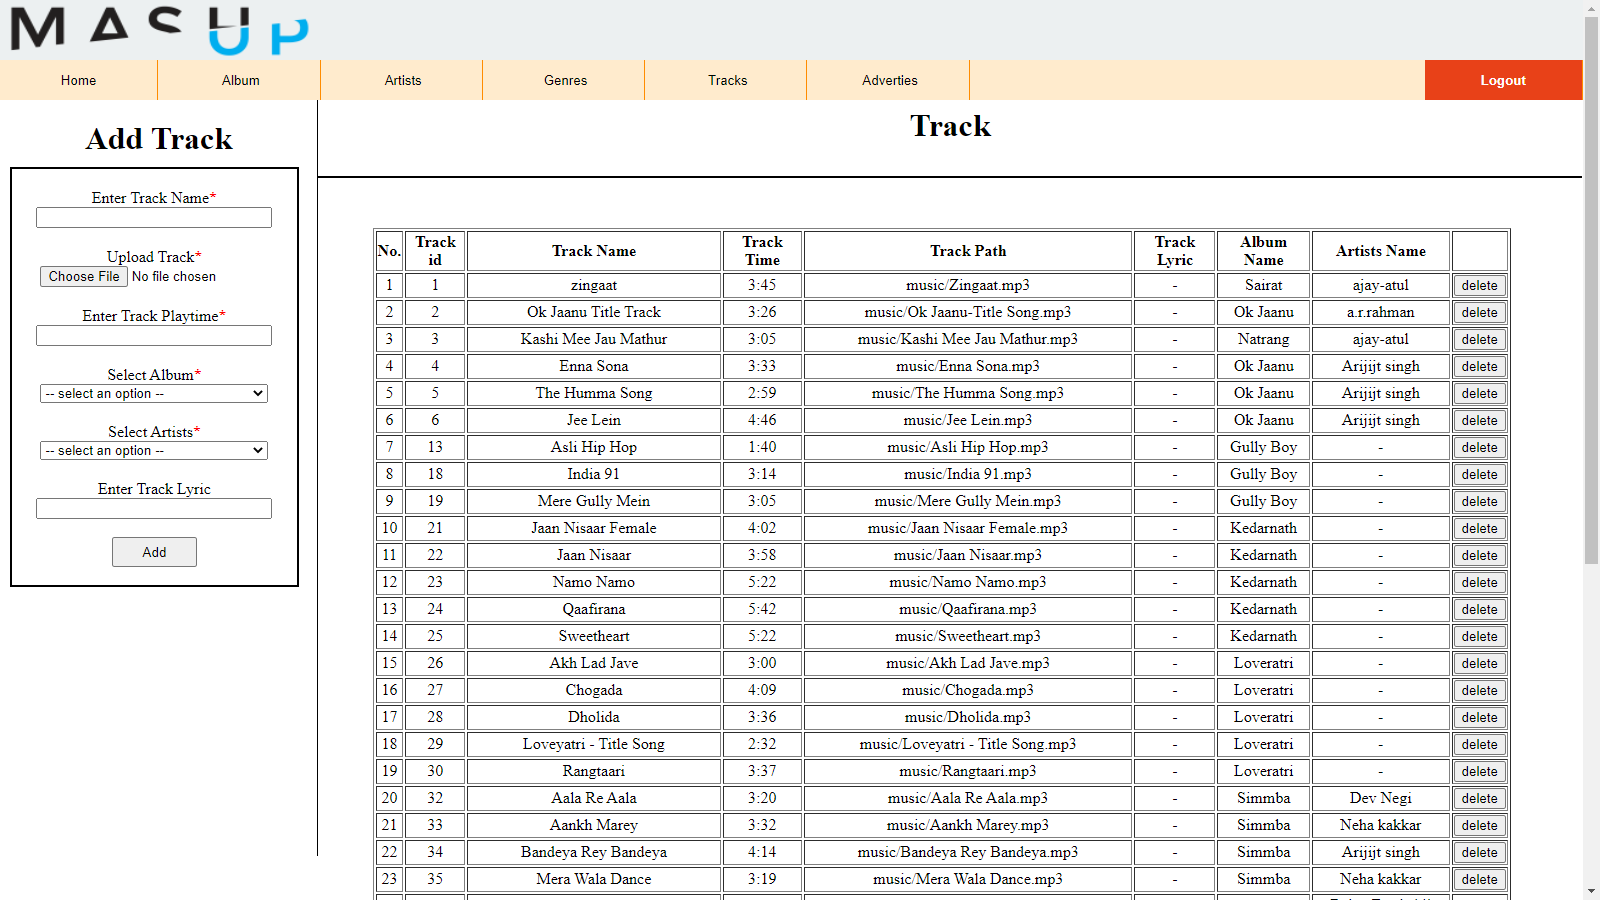 MASUP
Home Album Artists Genres Tracks Adverties Logout
Add Track
Enter Track Name*
Upload Track*
Choose File No file chosen
Enter Track Playtime*
Select Album*
-- select an option --
Select Artists*
-- select an option --
Enter Track Lyric
Add
Track
No. Track id Track Name Track Time Track Path Track Lyric Album Name Artists Name
1 1 zingaat 3:45 music/Zingaat.mp3 - Sairat ajay-atul delete
2 2 Ok Jaanu Title Track 3:26 music/Ok Jaanu-Title Song.mp3 - Ok Jaanu a.r.rahman delete
3 3 Kashi Mee Jau Mathur 3:05 music/Kashi Mee Jau Mathur.mp3 - Natrang ajay-atul delete
4 4 Enna Sona 3:33 music/Enna Sona.mp3 - Ok Jaanu Arijijt singh delete
5 5 The Humma Song 2:59 music/The Humma Song.mp3 - Ok Jaanu Arijijt singh delete
6 6 Jee Lein 4:46 music/Jee Lein.mp3 - Ok Jaanu Arijijt singh delete
7 13 Asli Hip Hop 1:40 music/Asli Hip Hop.mp3 - Gully Boy - delete
8 18 India 91 3:14 music/India 91.mp3 - Gully Boy - delete
9 19 Mere Gully Mein 3:05 music/Mere Gully Mein.mp3 - Gully Boy - delete
10 21 Jaan Nisaar Female 4:02 music/Jaan Nisaar Female.mp3 - Kedarnath - delete
11 22 Jaan Nisaar 3:58 music/Jaan Nisaar.mp3 - Kedarnath - delete
12 23 Namo Namo 5:22 music/Namo Namo.mp3 - Kedarnath - delete
13 24 Qaafirana 5:42 music/Qaafirana.mp3 - Kedarnath - delete
14 25 Sweetheart 5:22 music/Sweetheart.mp3 - Kedarnath - delete
15 26 Akh Lad Jave 3:00 music/Akh Lad Jave.mp3 - Loveratri - delete
16 27 Chogada 4:09 music/Chogada.mp3 - Loveratri - delete
17 28 Dholida 3:36 music/Dholida.mp3 - Loveratri - delete
18 29 Loveyatri - Title Song 2:32 music/Loveyatri - Title Song.mp3 - Loveratri - delete
19 30 Rangtaari 3:37 music/Rangtaari.mp3 - Loveratri - delete
20 32 Aala Re Aala 3:20 music/Aala Re Aala.mp3 - Simmba Dev Negi delete
21 33 Aankh Marey 3:32 music/Aankh Marey.mp3 - Simmba Neha kakkar delete
22 34 Bandeya Rey Bandeya 4:14 music/Bandeya Rey Bandeya.mp3 - Simmba Arijijt singh delete
23 35 Mera Wala Dance 3:19 music/Mera Wala Dance.mp3 - Simmba Neha kakkar delete